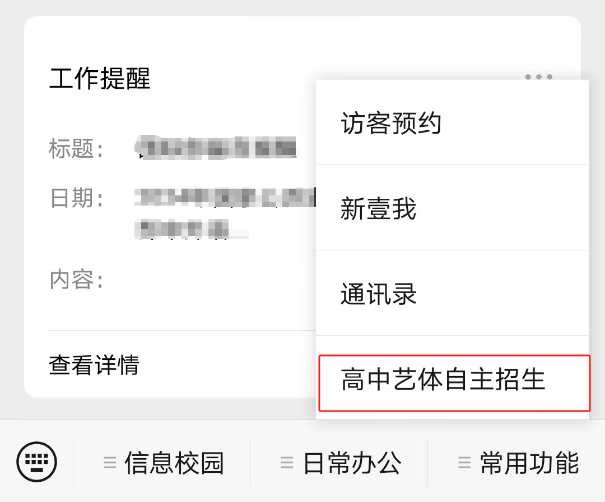 工作提醒
标题：
日期：
内容：
查看详情
访客预约
新壹我
通讯录
高中艺体自主招生
信息校园
日常办公
常用功能